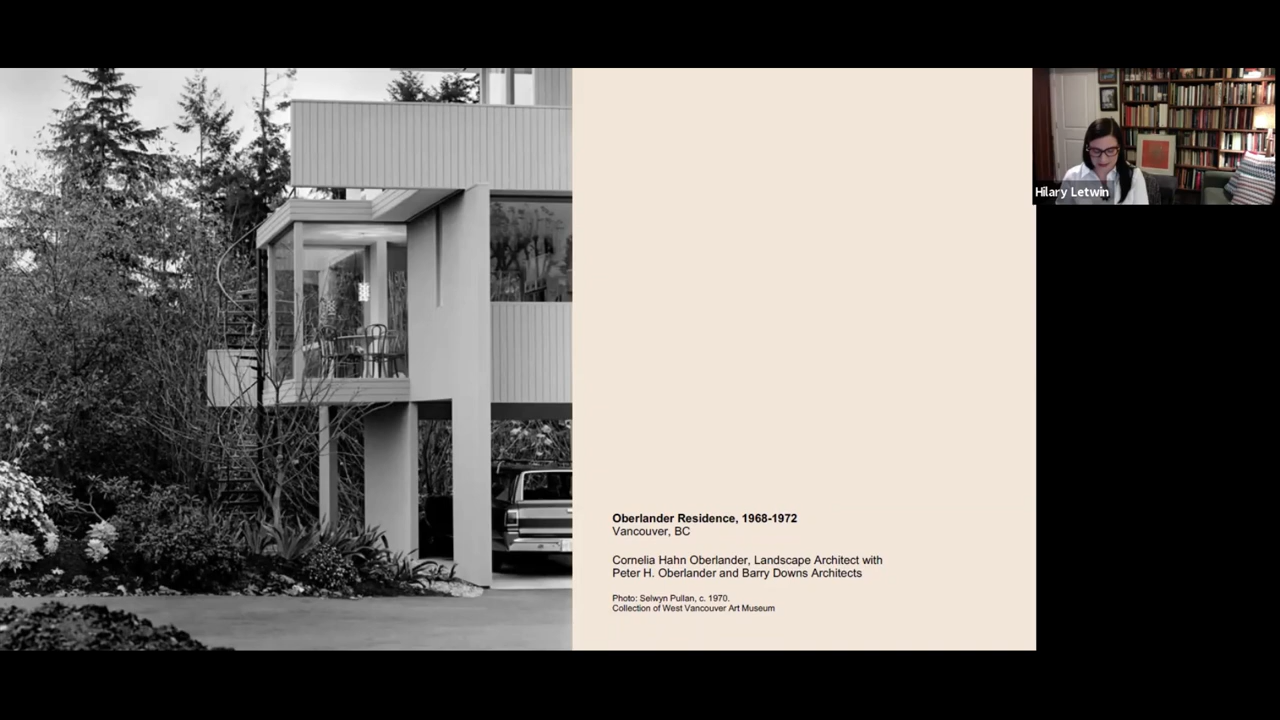 Hilary Letwin
Oberlander Residence, 1968-1972
Vancouver, BC
Cornelia Hahn Oberlander, Landscape Architect with
Peter H. Oberlander and Barry Downs Architects
Photo: Selwyn Pullan, c. 1970.
Collection of West Vancouver Art Museum